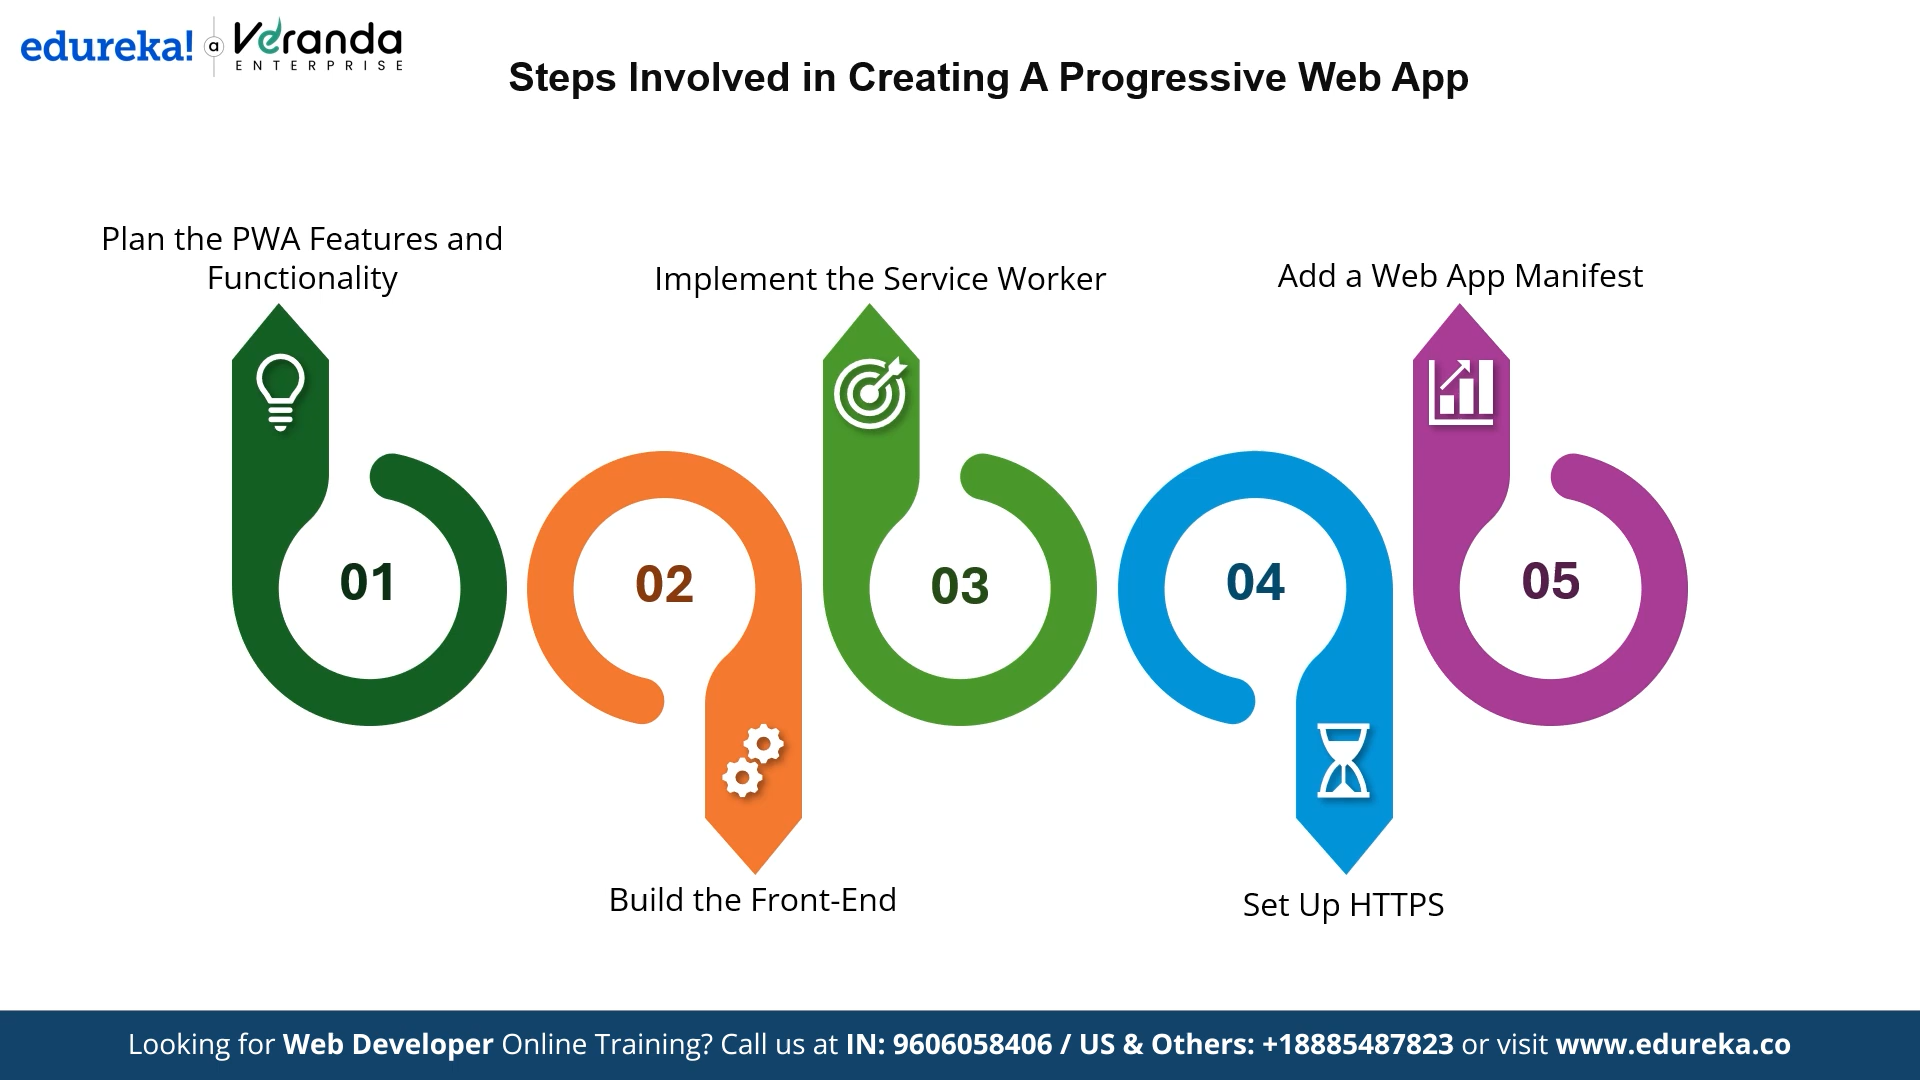 edureka!
a
Veranda
ENTERPRISE
Steps Involved in Creating A Progressive Web App
Plan the PWA Features and
Functionality
Implement the Service Worker
Add a Web App Manifest
01
02
03
04
05
Build the Front-End
Set Up HTTPS
Looking for Web Developer Online Training? Call us at IN: 9606058406 / US & Others: +18885487823 or visit www.edureka.co